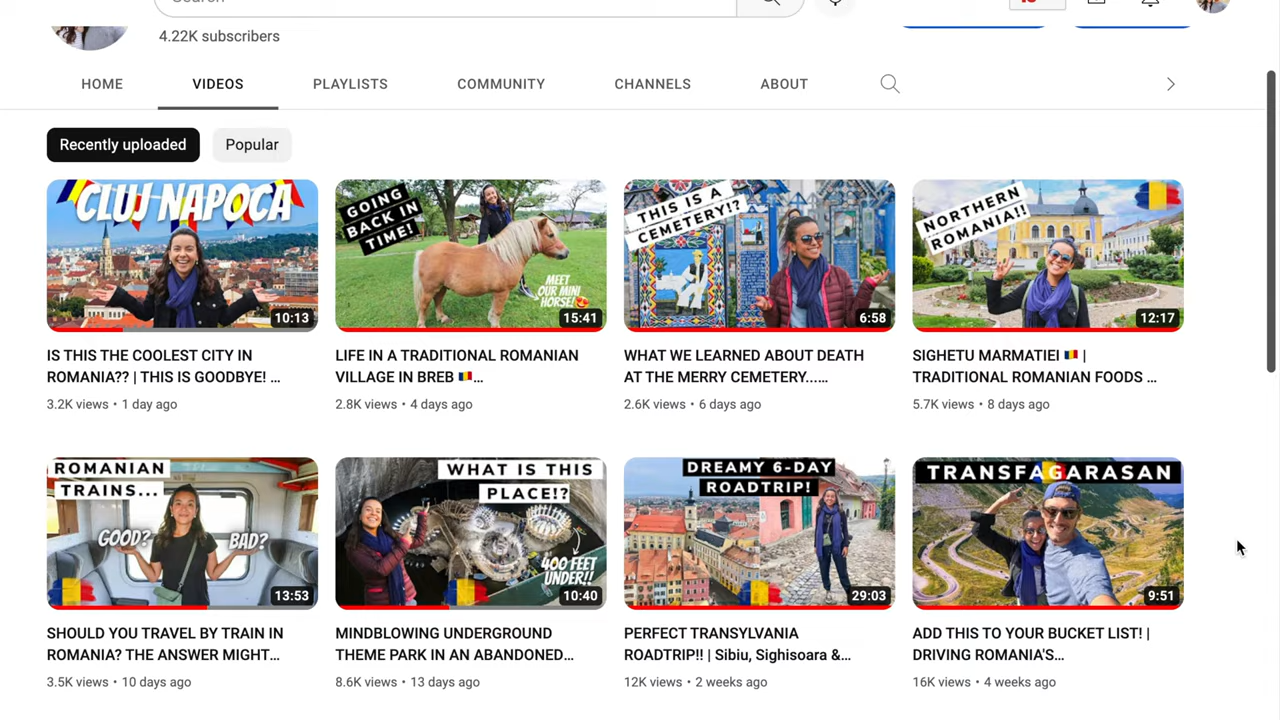 4.22K subscribers
HOME VIDEOS PLAYLISTS COMMUNITY CHANNELS ABOUT
Recently uploaded Popular
CLUJ NAPOCA
10:13
GOING
BACK IN
TIME!
MEET
OUR MINI
HORSE!
15:41
THIS IS A
CEMETERY!?
6:58
NORTHERN
ROMANIA!!
12:17
IS THIS THE COOLEST CITY IN
ROMANIA?? | THIS IS GOODBYE! ...
3.2K views • 1 day ago
LIFE IN A TRADITIONAL ROMANIAN
VILLAGE IN BREB 🇷🇴...
2.8K views • 4 days ago
WHAT WE LEARNED ABOUT DEATH
AT THE MERRY CEMETERY......
2.6K views • 6 days ago
SIGHETU MARMATIEI 🇷🇴 |
TRADITIONAL ROMANIAN FOODS ...
5.7K views • 8 days ago
ROMANIAN
TRAINS...
GOOD? BAD?
13:53
WHAT IS THIS
PLACE!?
400 FEET
UNDER!!
10:40
DREAMY 6-DAY
ROADTRIP!
29:03
TRANSFAGARASAN
9:51
SHOULD YOU TRAVEL BY TRAIN IN
ROMANIA? THE ANSWER MIGHT...
3.5K views • 10 days ago
MINDBLOWING UNDERGROUND
THEME PARK IN AN ABANDONED...
8.6K views • 13 days ago
PERFECT TRANSYLVANIA
ROADTRIP!! | Sibiu, Sighisoara &...
12K views • 2 weeks ago
ADD THIS TO YOUR BUCKET LIST! |
DRIVING ROMANIA'S...
16K views • 4 weeks ago